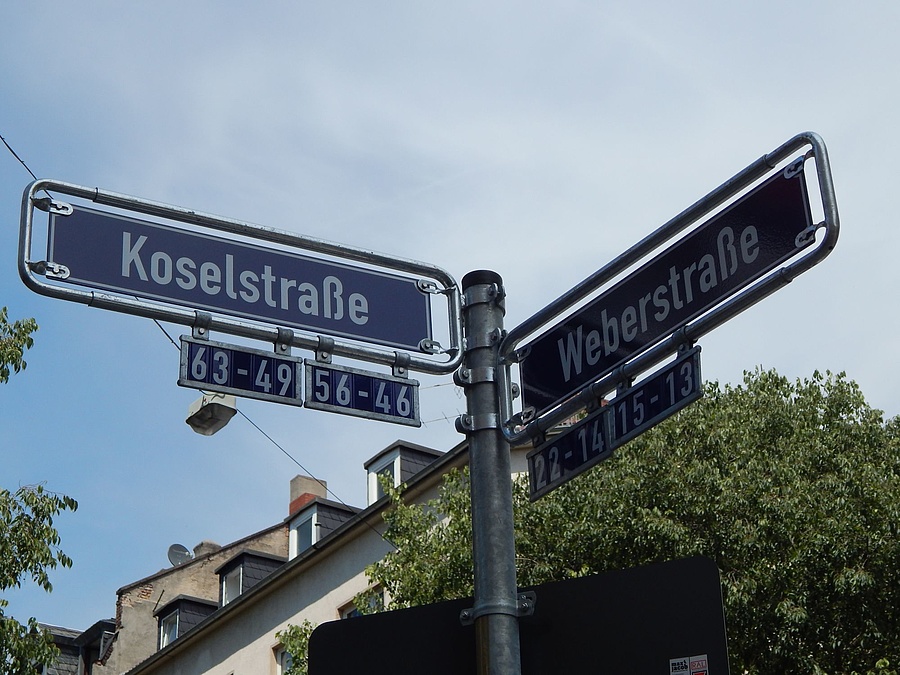 Koselstraße
63-49 56-46
Weberstraße
22-14 15-13